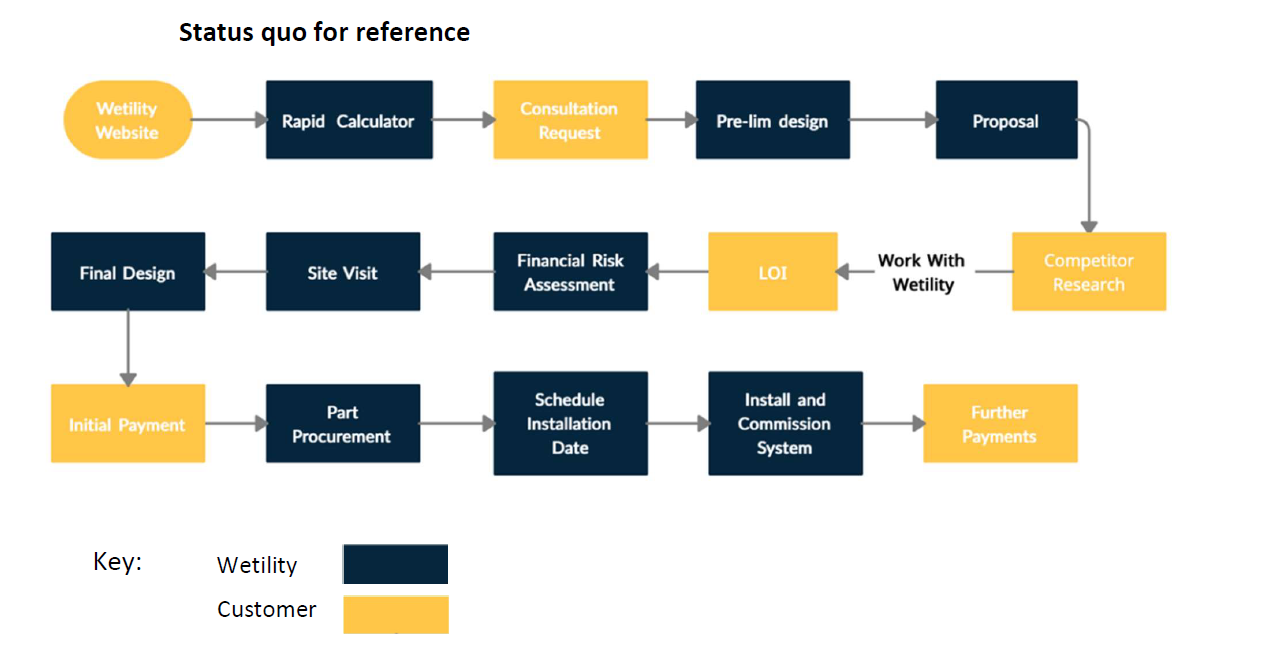 Status quo for reference
Wetility
Website
Rapid Calculator
Consultation
Request
Pre-lim design
Proposal
Final Design
Site Visit
Financial Risk
Assessment
LOI
Work With
Wetility
Competitor
Research
Initial Payment
Part
Procurement
Schedule
Installation
Date
Install and
Commission
System
Further
Payments
Key:
Wetility
Customer